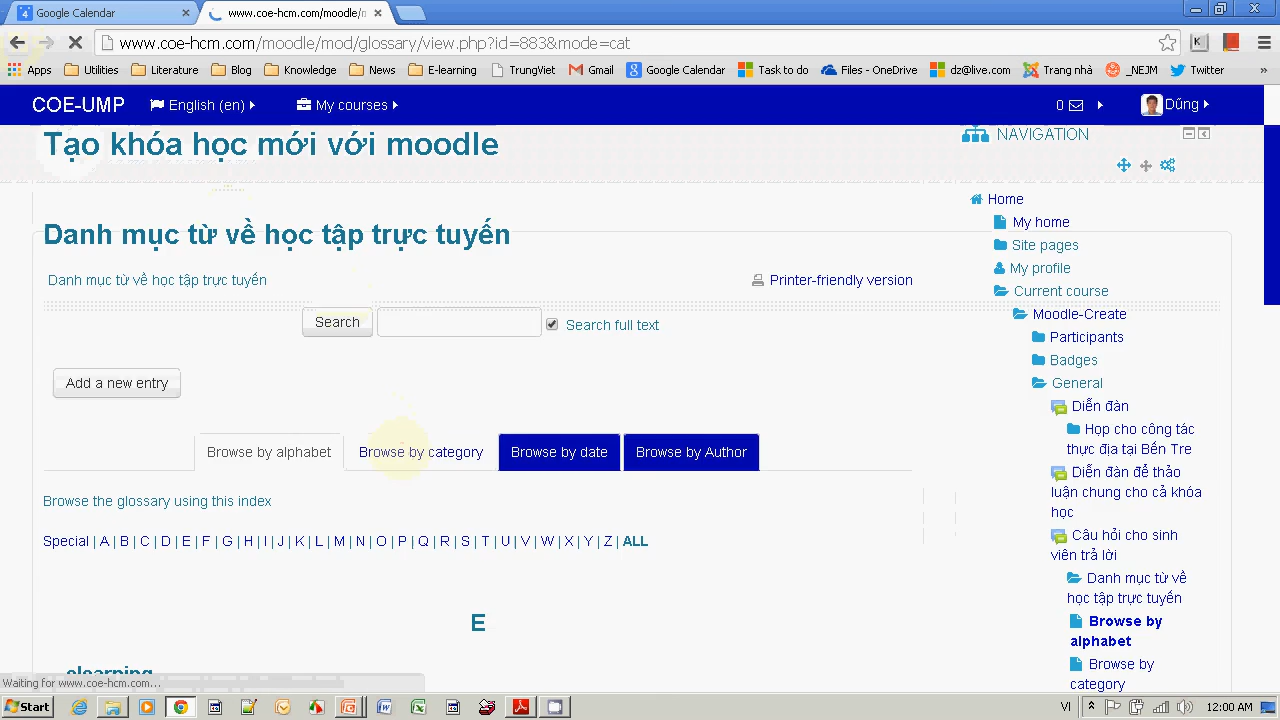 Google Calendar
www.coe-hcm.com/moodle/
www.coe-hcm.com/moodle/mod/glossary/view.php?id=983&mode=cat
App Utilities Literature Blog Knowledge News E-learning TrungViet Gmail Google Calendar Task to do Files - OneDrive dz@live.com Trang nhà _NEJM Twitter »
COE-UMP English (en) My courses 0 Dũng
Tạo khóa học mới với moodle
NAVIGATION
Home
My home
Site pages
My profile
Current course
Moodle-Create
Participants
Badges
General
Diễn đàn
Họp cho công tác
thực địa tại Bến Tre
Diễn đàn để thảo
luận chung cho cả khóa
học
Câu hỏi cho sinh
viên trả lời
Danh mục từ về
học tập trực tuyến
Browse by
alphabet
Browse by
category
Danh mục từ về học tập trực tuyến
Danh mục từ về học tập trực tuyến
Printer-friendly version
Search Search full text
Add a new entry
Browse by alphabet Browse by category Browse by date Browse by Author
Browse the glossary using this index
Special | A | B | C | D | E | F | G | H | I | J | K | L | M | N | O | P | Q | R | S | T | U | V | W | X | Y | Z | ALL
E
elearning
Waiting for www.coe-hcm.com...
Start VI 12:00 AM